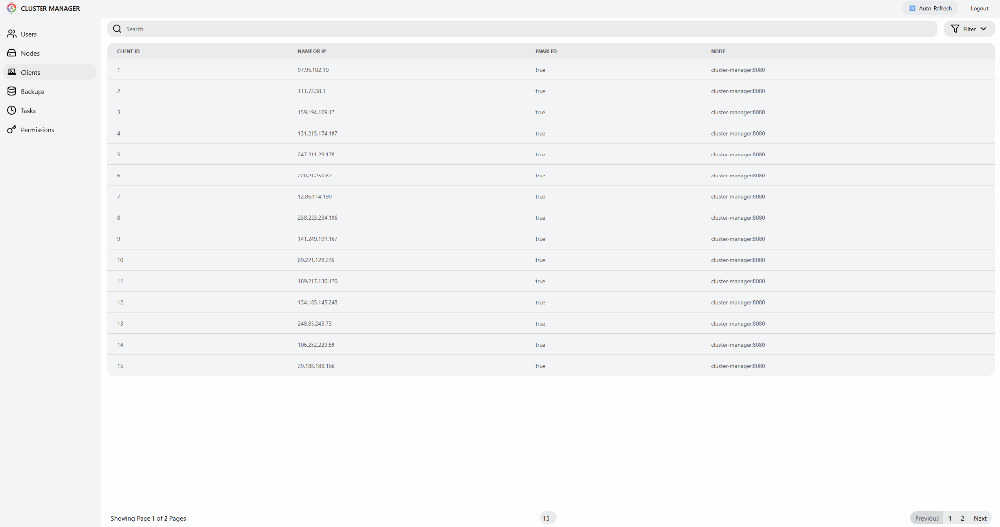 CLUSTER MANAGER
Auto-Refresh
Logout
Users
Nodes
Clients
Backups
Tasks
Permissions
Search
Filter
CLIENT ID NAME OR IP ENABLED NODE
1 97.95.102.10 true cluster-manager:8080
2 111.72.38.1 true cluster-manager:8080
3 159.194.109.17 true cluster-manager:8080
4 131.215.174.187 true cluster-manager:8080
5 247.211.29.178 true cluster-manager:8080
6 220.21.250.87 true cluster-manager:8080
7 12.86.114.190 true cluster-manager:8080
8 238.223.234.186 true cluster-manager:8080
9 141.249.191.167 true cluster-manager:8080
10 69.221.128.235 true cluster-manager:8080
11 189.217.130.170 true cluster-manager:8080
12 134.185.145.248 true cluster-manager:8080
13 248.85.243.73 true cluster-manager:8080
14 106.252.229.59 true cluster-manager:8080
15 29.188.188.166 true cluster-manager:8080
Showing Page 1 of 2 Pages
15
Previous 1 2 Next